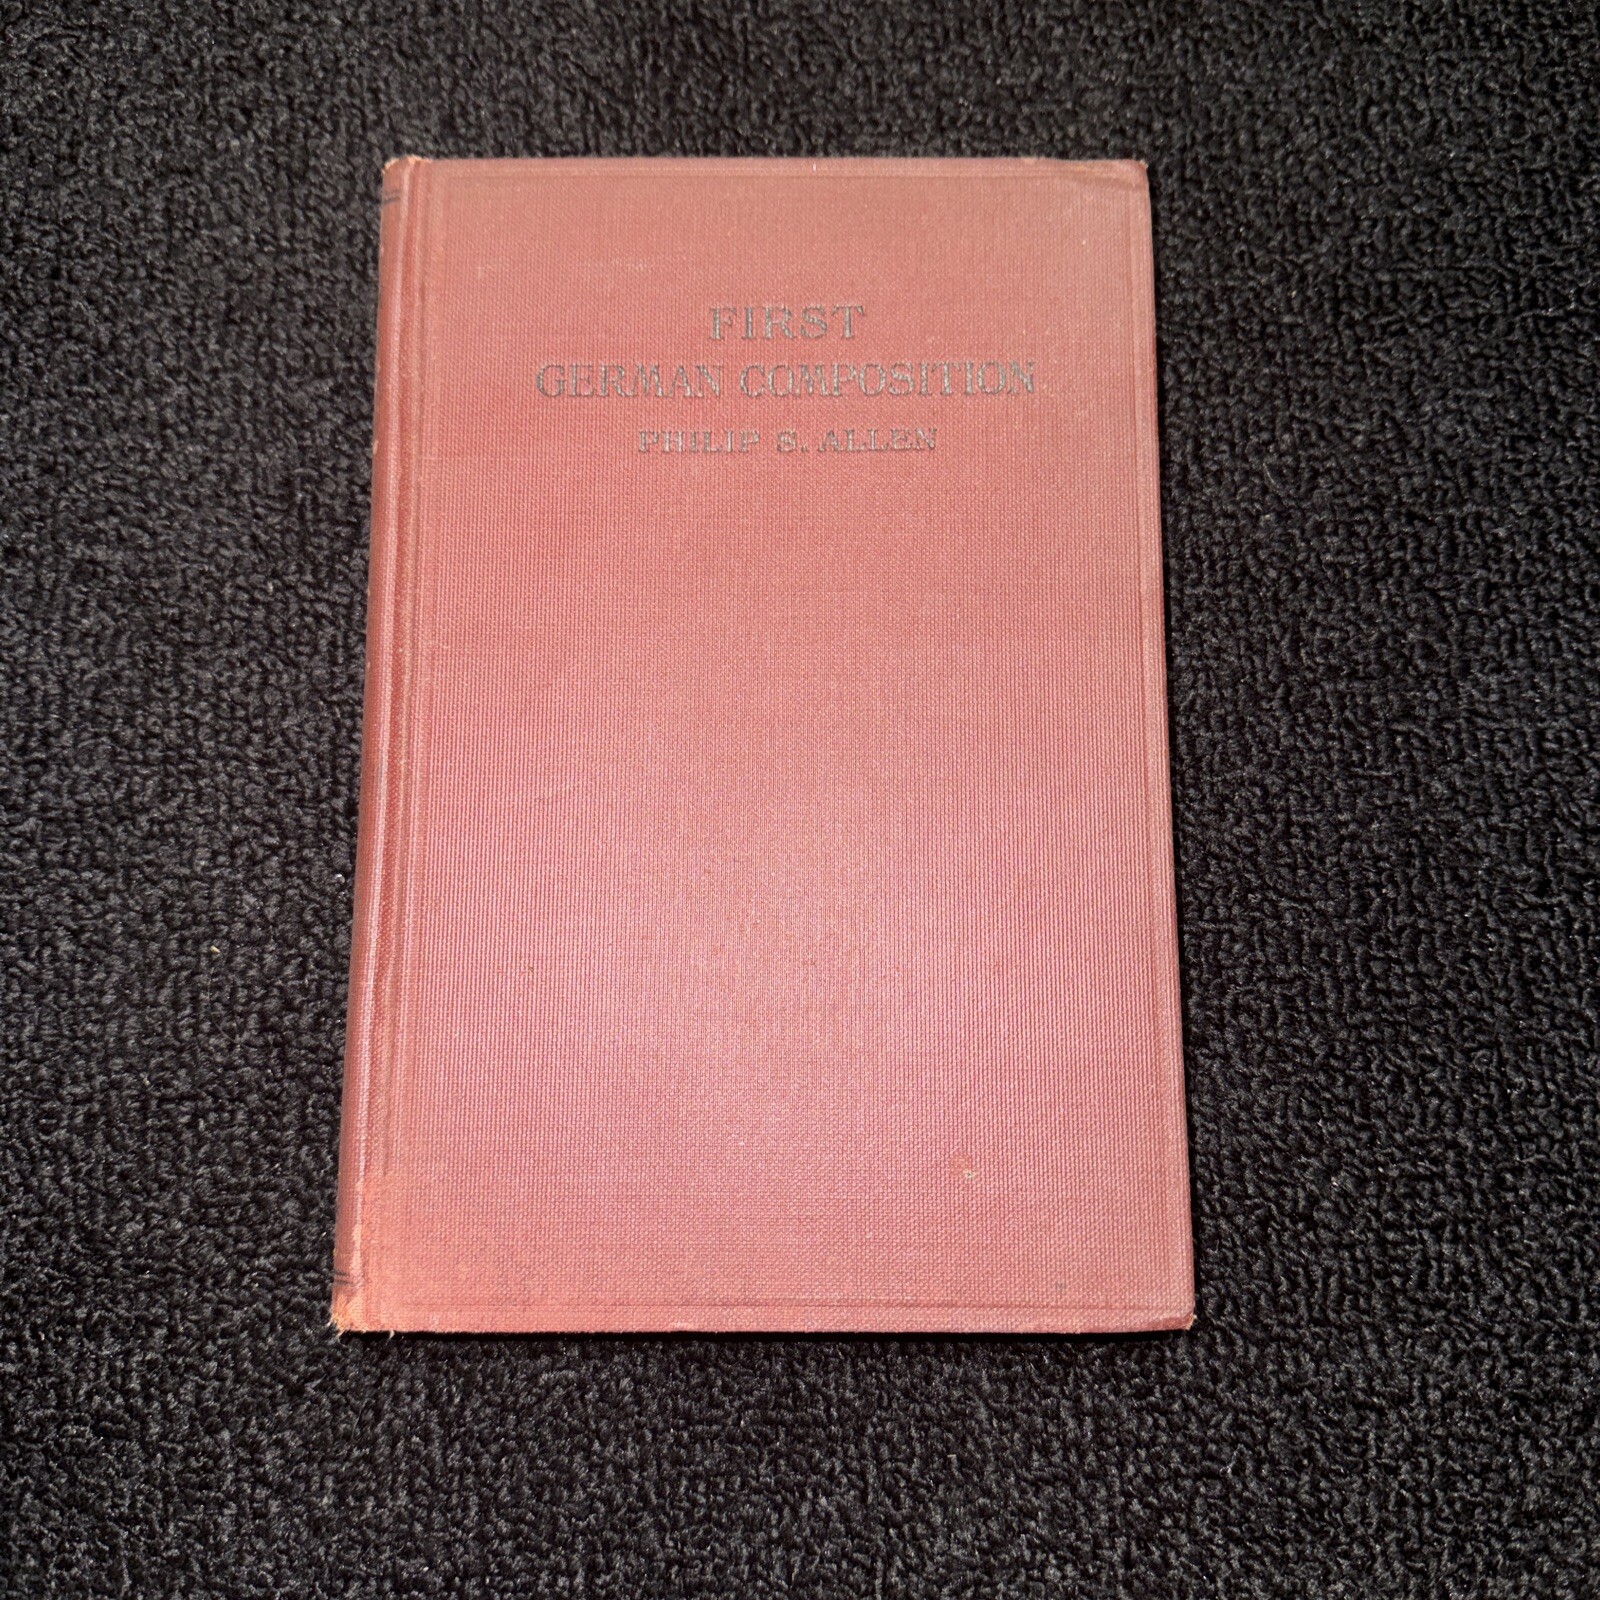 FIRST
GERMAN COMPOSITION
PHILIP S. ALLEN